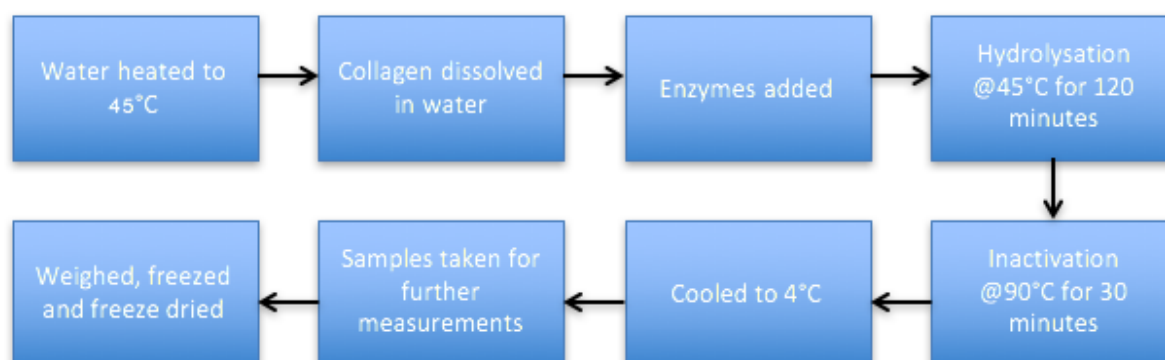 Water heated to
45°C
Collagen dissolved
in water
Enzymes added
Hydrolysation
@45°C for 120
minutes
Inactivation
@90°C for 30
minutes
Cooled to 4°C
Samples taken for
further
measurements
Weighed, freezed
and freeze dried